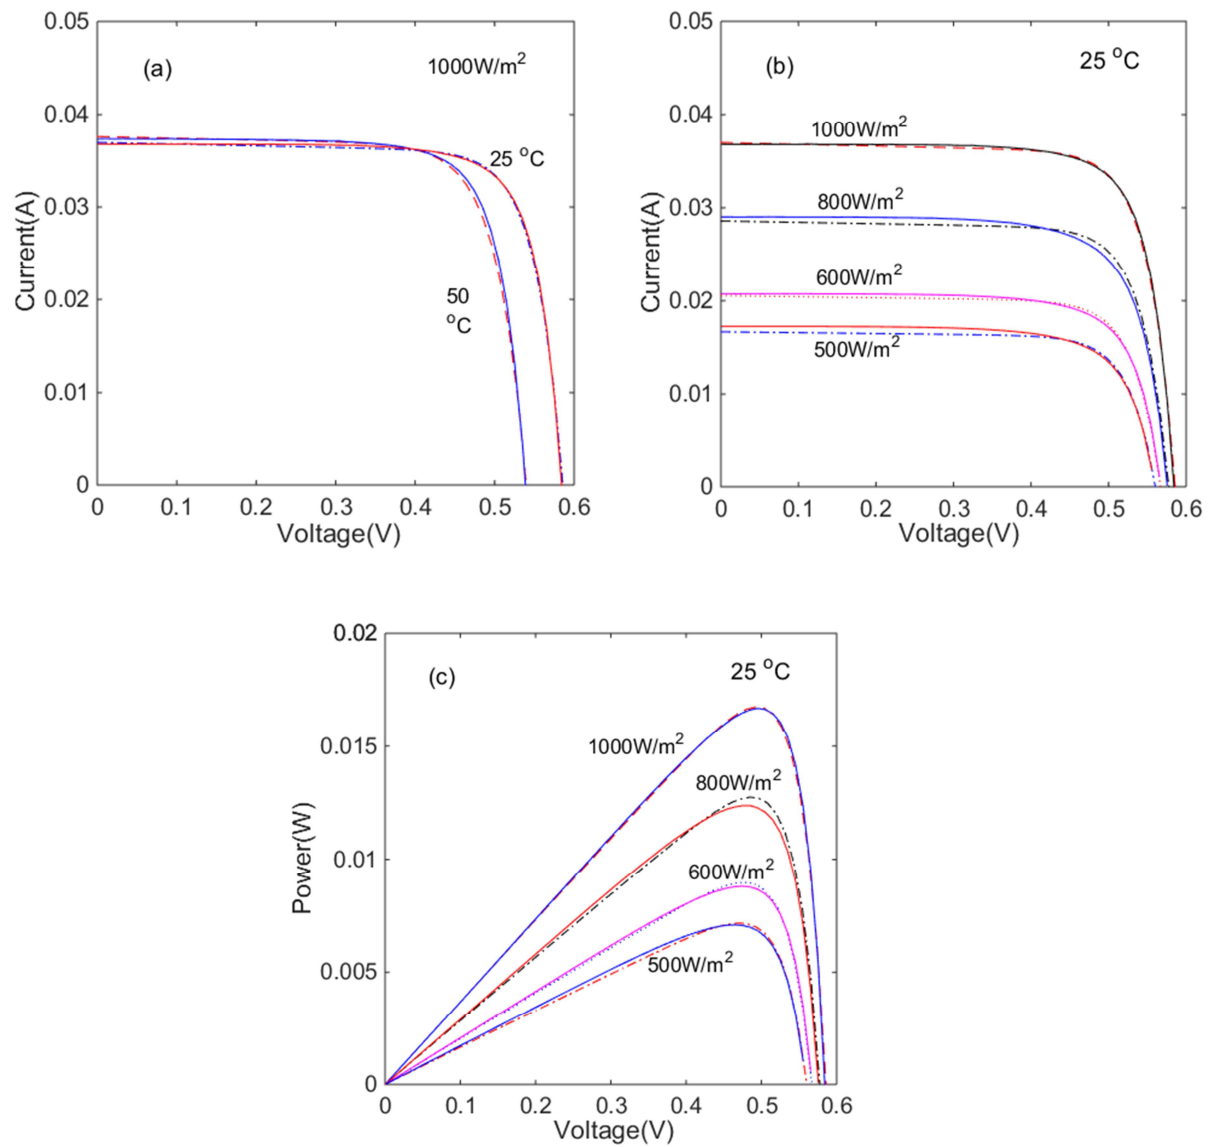 (a)
1000W/m²
0.05
0.04
0.03
0.02
0.01
0
Current(A)
25 °C
50
°C
0
0.1
0.2
0.3
0.4
0.5
0.6
Voltage(V)
(b)
25 °C
0.05
0.04
0.03
0.02
0.01
0
Current(A)
1000W/m²
800W/m²
600W/m²
500W/m²
0
0.1
0.2
0.3
0.4
0.5
0.6
Voltage(V)
(c)
25 °C
0.02
0.015
0.01
0.005
0
Power(W)
1000W/m²
800W/m²
600W/m²
500W/m²
0
0.1
0.2
0.3
0.4
0.5
0.6
Voltage(V)